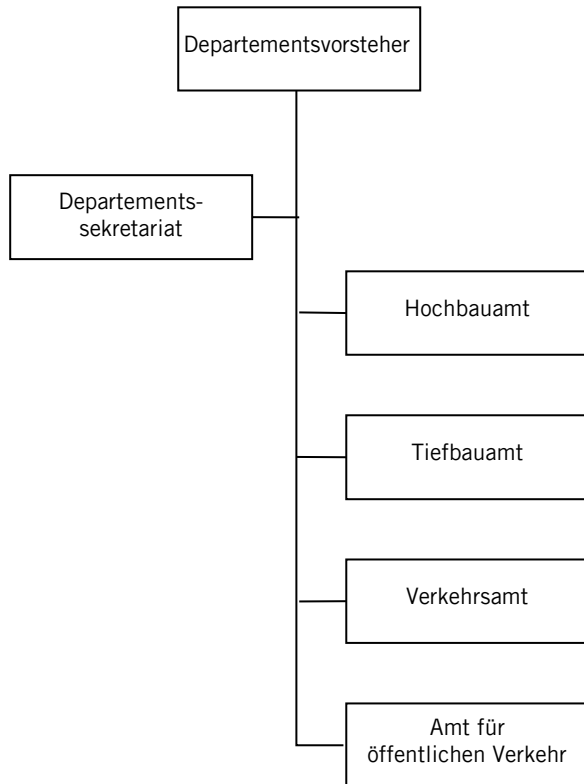 Departementsvorsteher
Departements-
sekretariat
Hochbauamt
Tiefbauamt
Verkehrsamt
Amt für
öffentlichen Verkehr